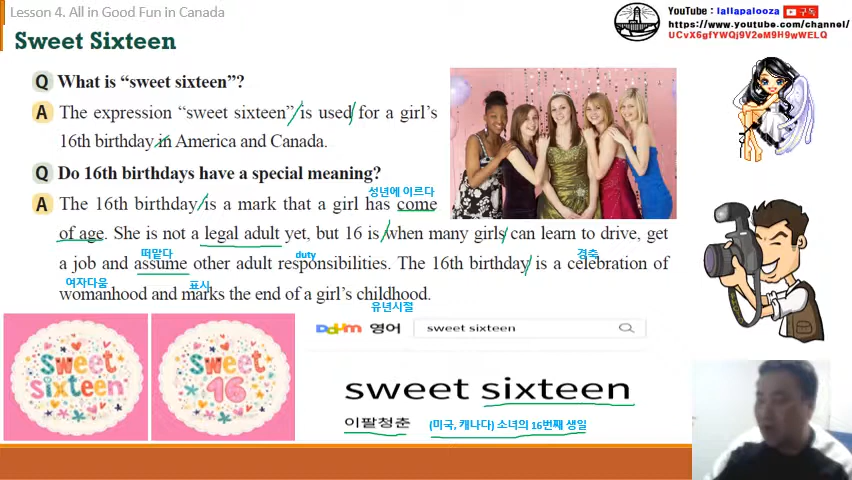 Lesson 4. All in Good Fun in Canada
YouTube : lallapalooza 구독
https://www.youtube.com/channel/
UCvX6gfYWQj9V2eM9H9wWELQ
Sweet Sixteen
Q What is “sweet sixteen”?
A The expression “sweet sixteen” is used for a girl’s
16th birthday in America and Canada.
Q Do 16th birthdays have a special meaning?
성년에 이르다
A The 16th birthday is a mark that a girl has come
of age. She is not a legal adult yet, but 16 is when many girls can learn to drive, get
떠맡다 duty 경축
a job and assume other adult responsibilities. The 16th birthday is a celebration of
여자다움 표시
womanhood and marks the end of a girl’s childhood.
유년시절
Daum 영어 sweet sixteen
sweet sixteen
sweet
16
sweet sixteen
이팔청춘 (미국, 캐나다) 소녀의 16번째 생일